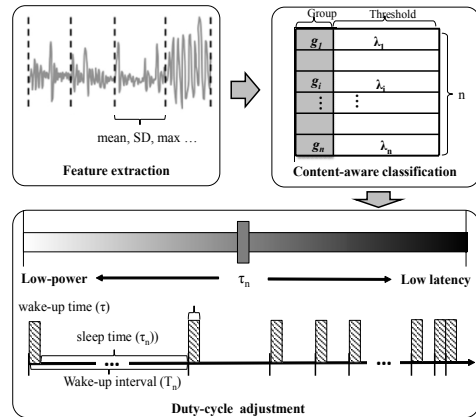 Group Threshold
g1 λ1
gi λi
⋮ ⋮
gn λn
n
mean, SD, max ...
Feature extraction
Content-aware classification
Low-power τn Low latency
wake-up time (τ)
sleep time (τn))
...
Wake-up interval (Tn)
...
Duty-cycle adjustment